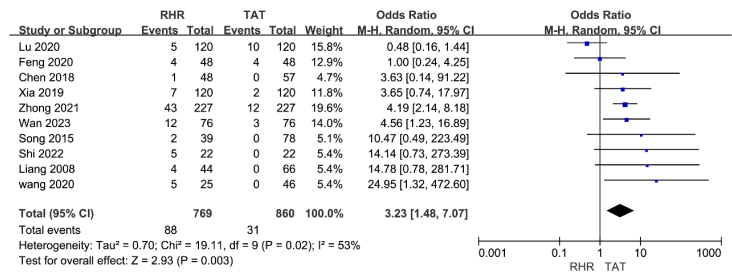 RHR TAT Odds Ratio Odds Ratio
Study or Subgroup Events Total Events Total Weight M-H. Random. 95% CI M-H. Random. 95% CI
Lu 2020 5 120 10 120 15.8% 0.48 [0.16, 1.44]
Feng 2020 4 48 4 48 12.9% 1.00 [0.24, 4.25]
Chen 2018 1 48 0 57 4.7% 3.63 [0.14, 91.22]
Xia 2019 7 120 2 120 11.8% 3.65 [0.74, 17.97]
Zhong 2021 43 227 12 227 19.6% 4.19 [2.14, 8.18]
Wan 2023 12 76 3 76 14.0% 4.56 [1.23, 16.89]
Song 2015 2 39 0 78 5.1% 10.47 [0.49, 223.49]
Shi 2022 5 22 0 22 5.4% 14.14 [0.73, 273.39]
Liang 2008 4 44 0 66 5.4% 14.78 [0.78, 281.71]
wang 2020 5 25 0 46 5.4% 24.95 [1.32, 472.60]
Total (95% CI) 769 860 100.0% 3.23 [1.48, 7.07]
Total events 88 31
Heterogeneity: Tau² = 0.70; Chi² = 19.11, df = 9 (P = 0.02); I² = 53%
Test for overall effect: Z = 2.93 (P = 0.003)
0.001 0.1 1 10 1000
RHR TAT